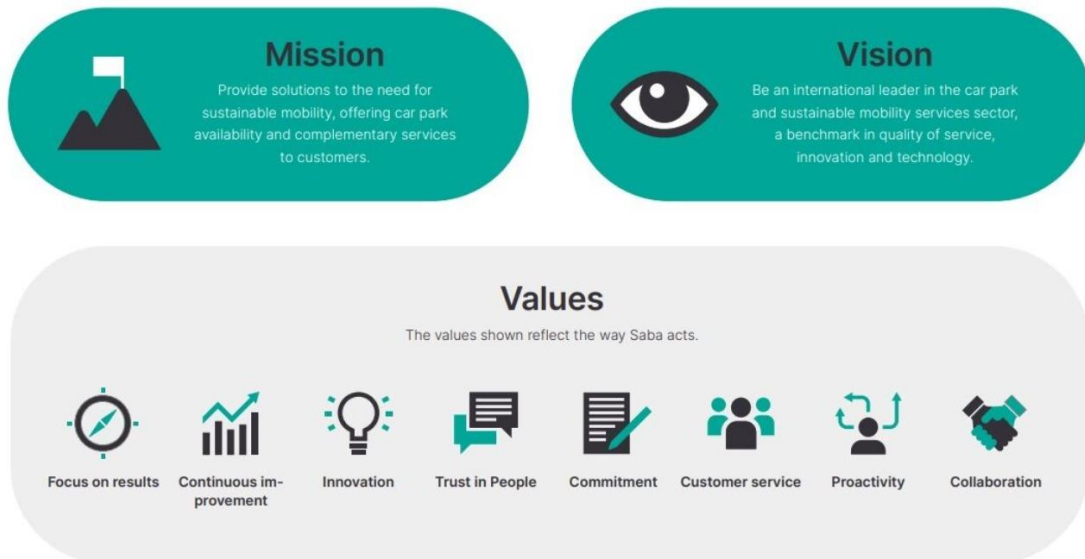 Mission
Provide solutions to the need for
sustainable mobility, offering car park
availability and complementary services
to customers.
Vision
Be an international leader in the car park
and sustainable mobility services sector,
a benchmark in quality of service,
innovation and technology.
Values
The values shown reflect the way Saba acts.
Focus on results
Continuous im-
provement
Innovation
Trust in People
Commitment
Customer service
Proactivity
Collaboration